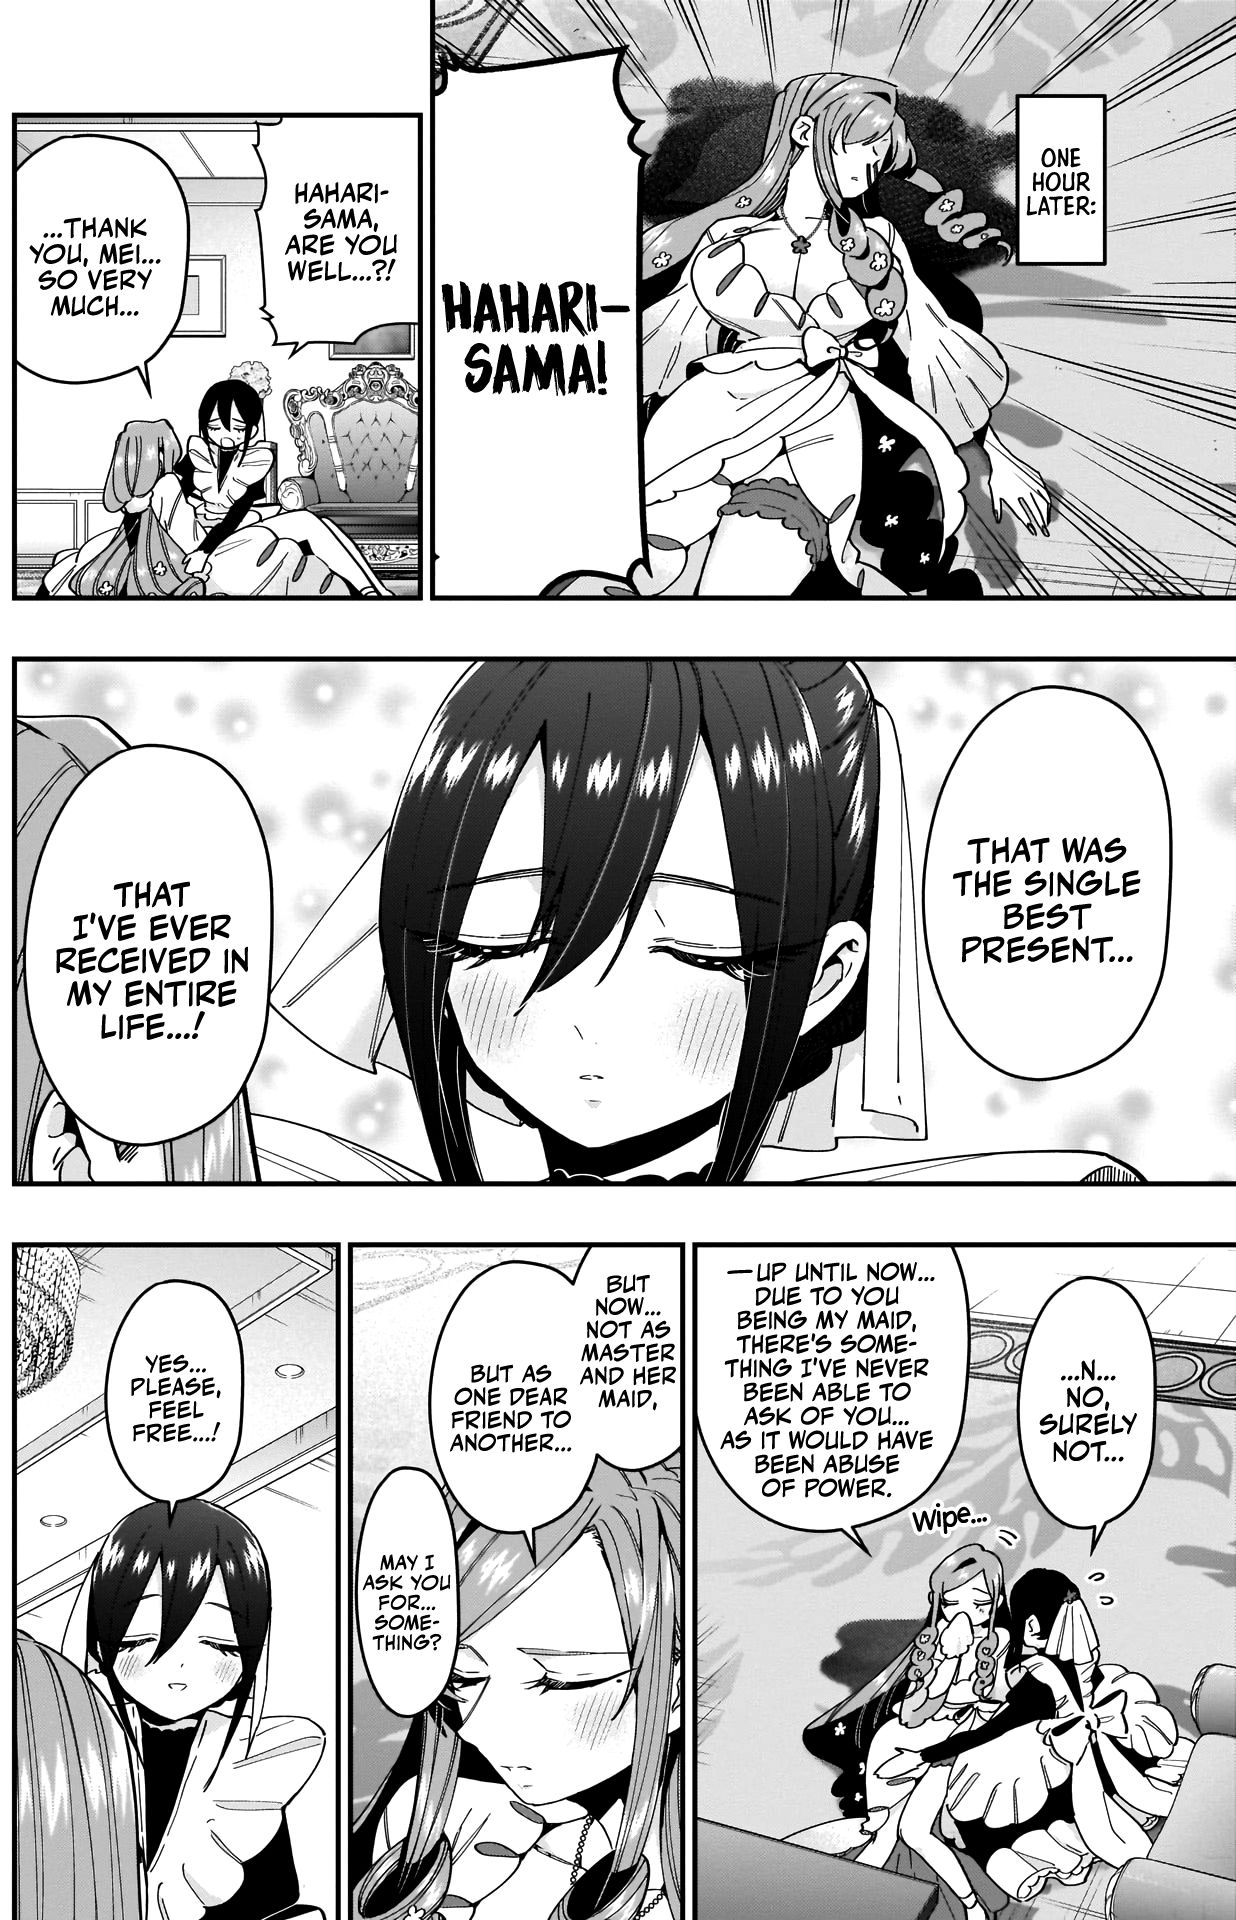 ONE
HOUR
LATER:
HAHARI-
SAMA!
HAHARI-
SAMA,
ARE YOU
WELL...?!
...THANK
YOU, MEI...
SO VERY
MUCH...
THAT WAS
THE SINGLE
BEST
PRESENT...
THAT
I'VE EVER
RECEIVED IN
MY ENTIRE
LIFE...!
...N...
NO,
SURELY
NOT...
—UP UNTIL NOW...
DUE TO YOU
BEING MY MAID,
THERE'S SOME-
THING I'VE NEVER
BEEN ABLE TO
ASK OF YOU...
AS IT WOULD HAVE
BEEN ABUSE
OF POWER.
Wipe...
BUT
NOW...
NOT AS
MASTER
AND HER
MAID,
BUT AS
ONE DEAR
FRIEND TO
ANOTHER...
MAY I
ASK YOU
FOR...
SOME-
THING?
YES...
PLEASE,
FEEL
FREE...!